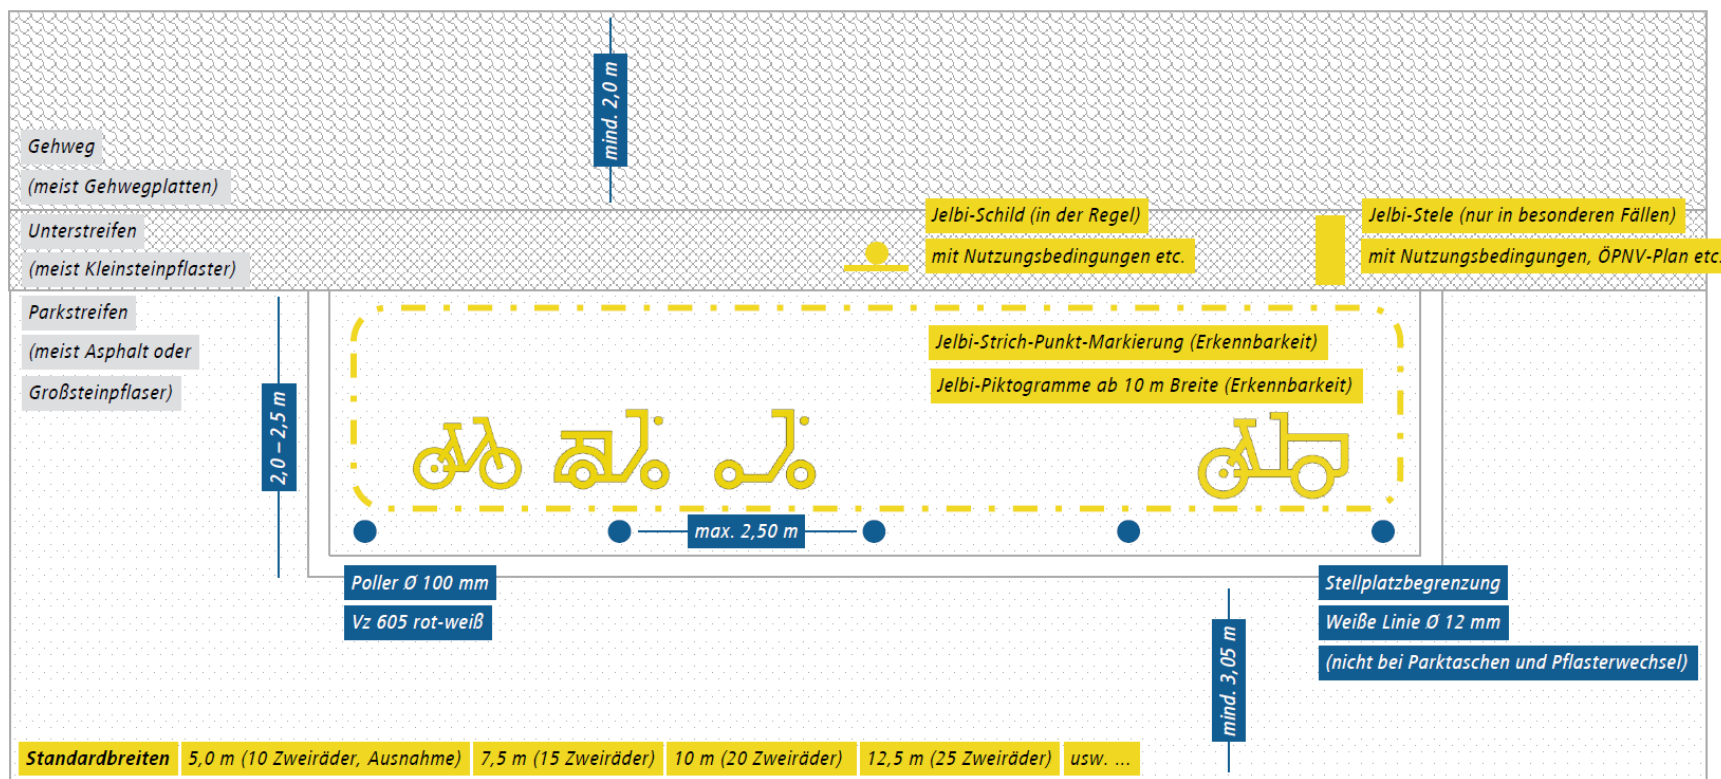 mind. 2,0 m
Gehweg
(meist Gehwegplatten)
Unterstreifen
(meist Kleinsteinpflaster)
Jelbi-Schild (in der Regel)
mit Nutzungsbedingungen etc.
Jelbi-Stele (nur in besonderen Fällen)
mit Nutzungsbedingungen, ÖPNV-Plan etc.
Parkstreifen
(meist Asphalt oder
Großsteinpflaser)
2,0 – 2,5 m
Jelbi-Strich-Punkt-Markierung (Erkennbarkeit)
Jelbi-Piktogramme ab 10 m Breite (Erkennbarkeit)
max. 2,50 m
Poller Ø 100 mm
Vz 605 rot-weiß
Stellplatzbegrenzung
Weiße Linie Ø 12 mm
(nicht bei Parktaschen und Pflasterwechsel)
mind. 3,05 m
Standardbreiten 5,0 m (10 Zweiräder, Ausnahme) 7,5 m (15 Zweiräder) 10 m (20 Zweiräder) 12,5 m (25 Zweiräder) usw. ...